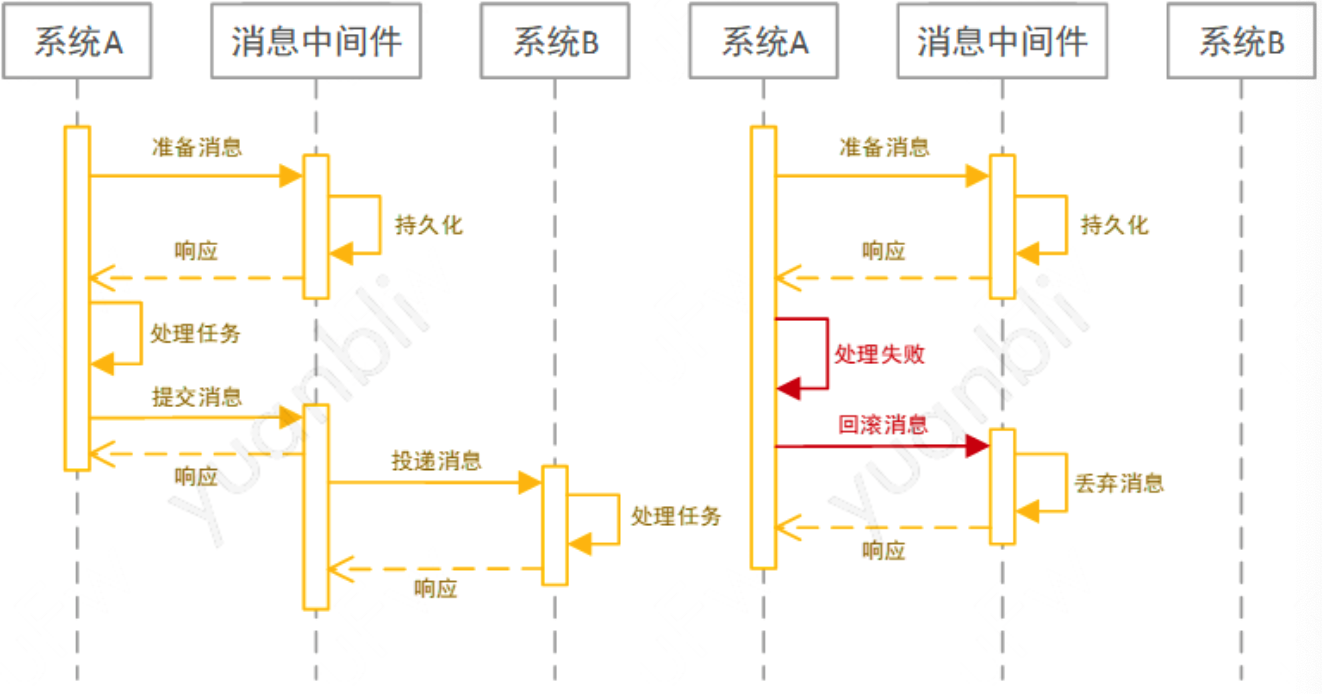 系统A
消息中间件
系统B
准备消息
持久化
响应
处理任务
提交消息
响应
投递消息
处理任务
响应
系统A
消息中间件
系统B
准备消息
持久化
响应
处理失败
回滚消息
丢弃消息
响应
yuanbli
yuanbli